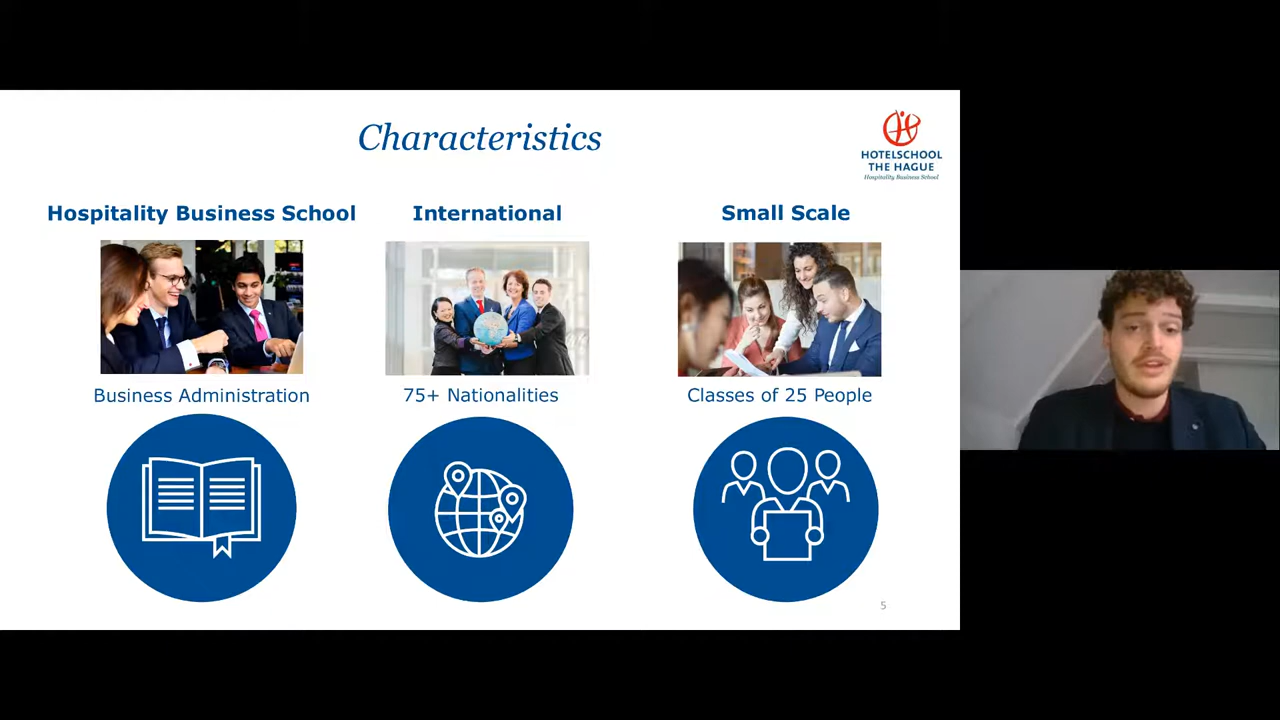 Characteristics
HOTELSCHOOL
THE HAGUE
Hospitality Business School
Hospitality Business School
International
Small Scale
Business Administration
75+ Nationalities
Classes of 25 People
5